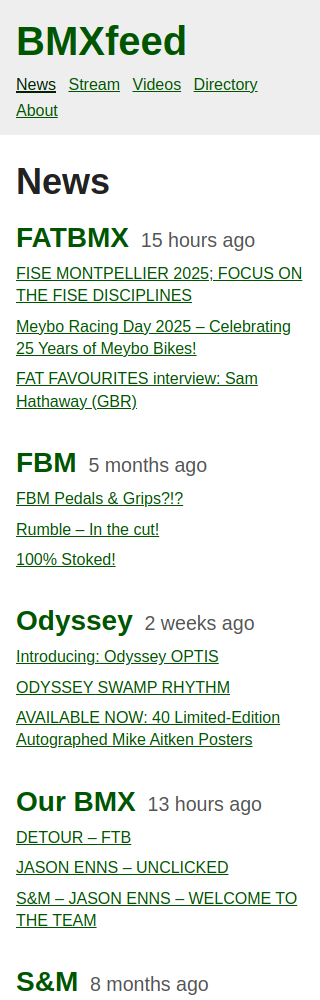 BMXfeed
News Stream Videos Directory
About
News
FATBMX 15 hours ago
FISE MONTPELLIER 2025; FOCUS ON
THE FISE DISCIPLINES
Meybo Racing Day 2025 – Celebrating
25 Years of Meybo Bikes!
FAT FAVOURITES interview: Sam
Hathaway (GBR)
FBM 5 months ago
FBM Pedals & Grips?!?
Rumble – In the cut!
100% Stoked!
Odyssey 2 weeks ago
Introducing: Odyssey OPTIS
ODYSSEY SWAMP RHYTHM
AVAILABLE NOW: 40 Limited-Edition
Autographed Mike Aitken Posters
Our BMX 13 hours ago
DETOUR – FTB
JASON ENNS – UNCLICKED
S&M – JASON ENNS – WELCOME TO
THE TEAM
S&M 8 months ago